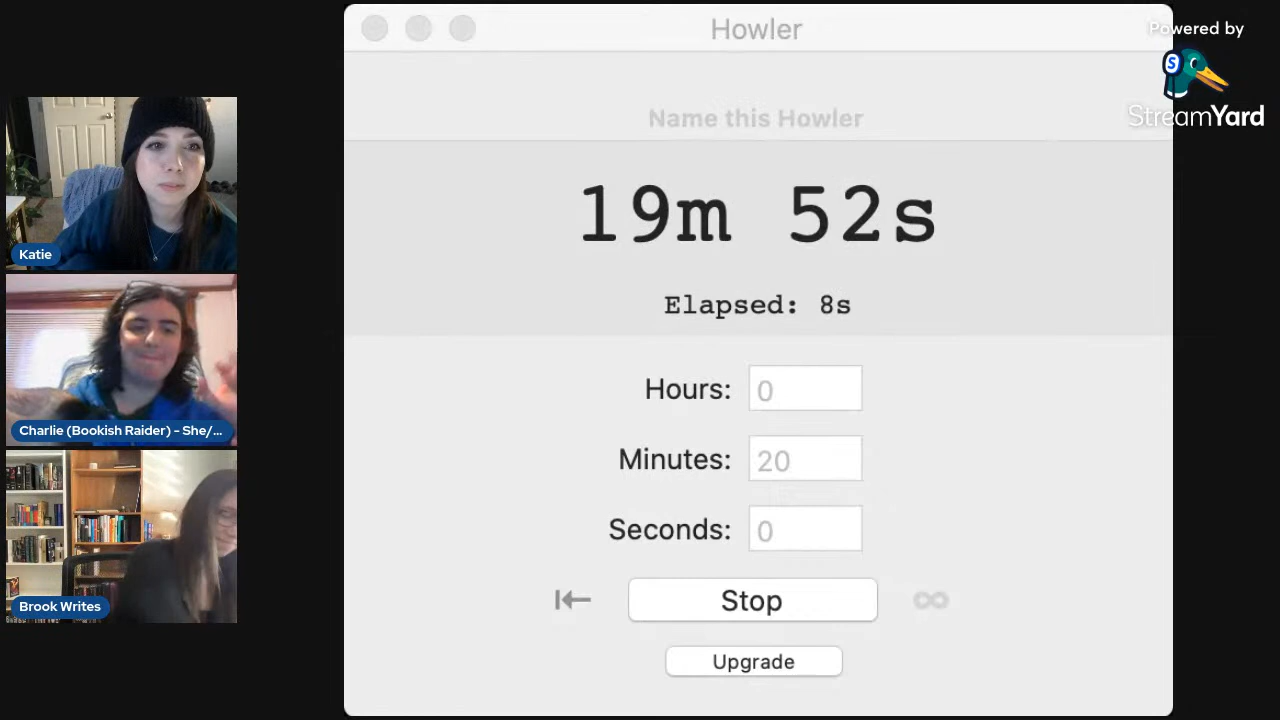 Howler
Powered by
StreamYard
Name this Howler
19m 52s
Elapsed: 8s
Hours: 0
Minutes: 20
Seconds: 0
Stop
Upgrade
Katie
Charlie (Bookish Raider) - She/...
Brook Writes